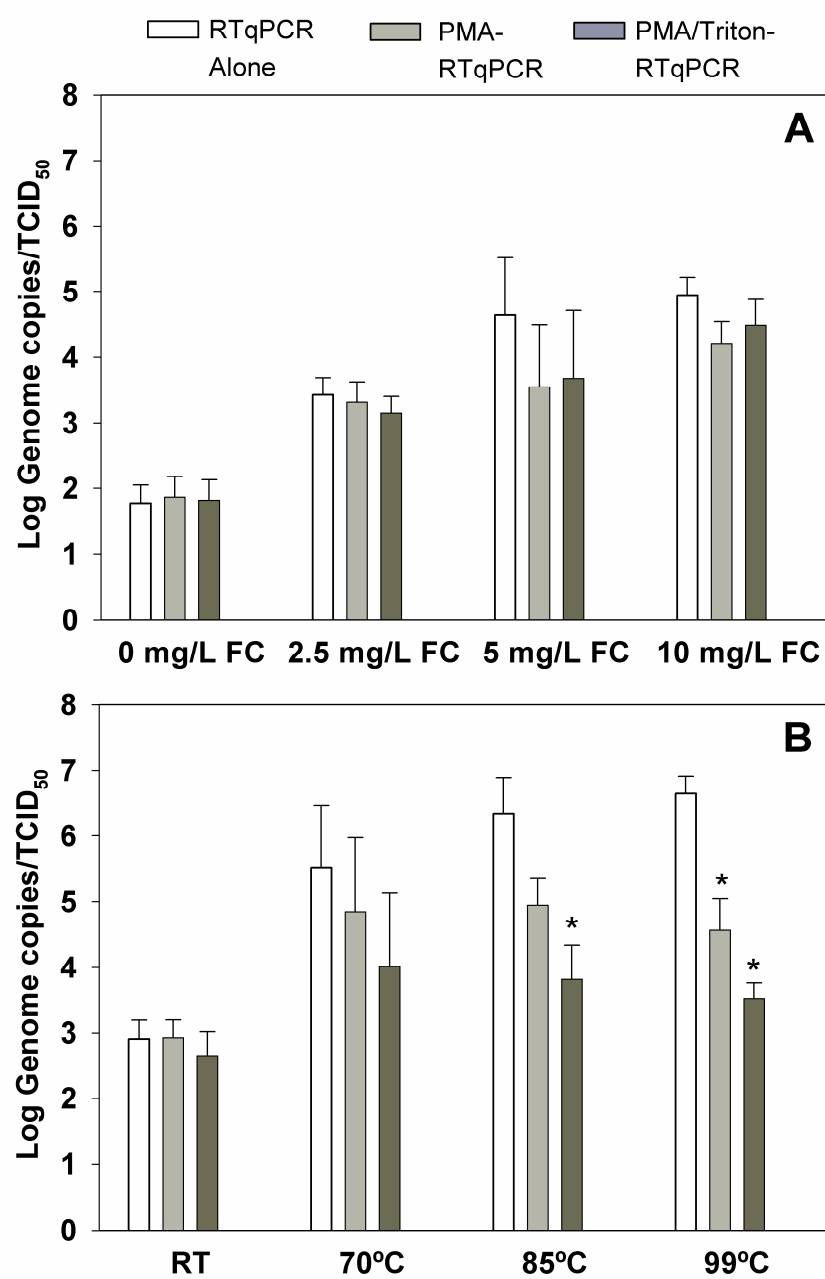 RTqPCR Alone
PMA-RTqPCR
PMA/Triton-RTqPCR
A
Log Genome copies/TCID50
8
7
6
5
4
3
2
1
0
0 mg/L FC
2.5 mg/L FC
5 mg/L FC
10 mg/L FC
B
Log Genome copies/TCID50
8
7
6
5
4
3
2
1
0
*
*
*
RT
70ºC
85ºC
99ºC